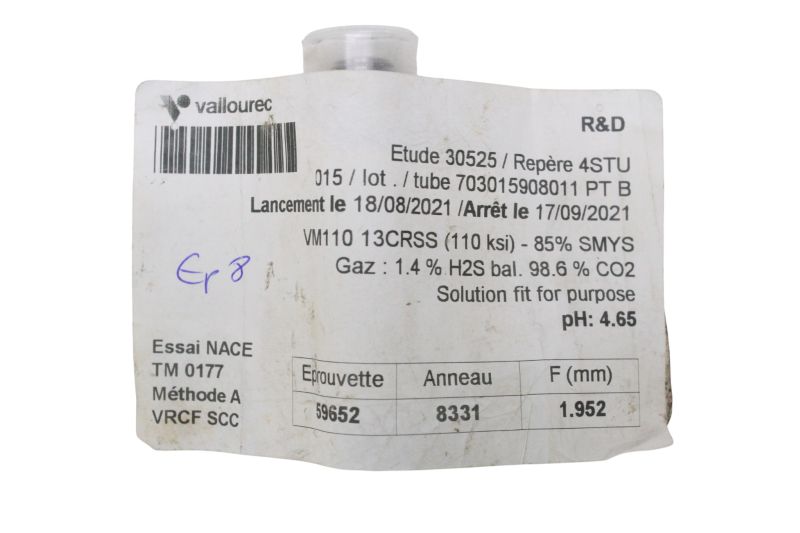 vallourec
R&D
Etude 30525 / Repère 4STU
015 / lot . / tube 703015908011 PT B
Lancement le 18/08/2021 /Arrêt le 17/09/2021
VM110 13CRSS (110 ksi) - 85% SMYS
Gaz : 1.4 % H2S bal. 98.6 % CO2
Solution fit for purpose
pH: 4.65
Ep 8
Essai NACE
TM 0177
Méthode A
VRCF SCC
Eprouvette Anneau F (mm)
59652 8331 1.952